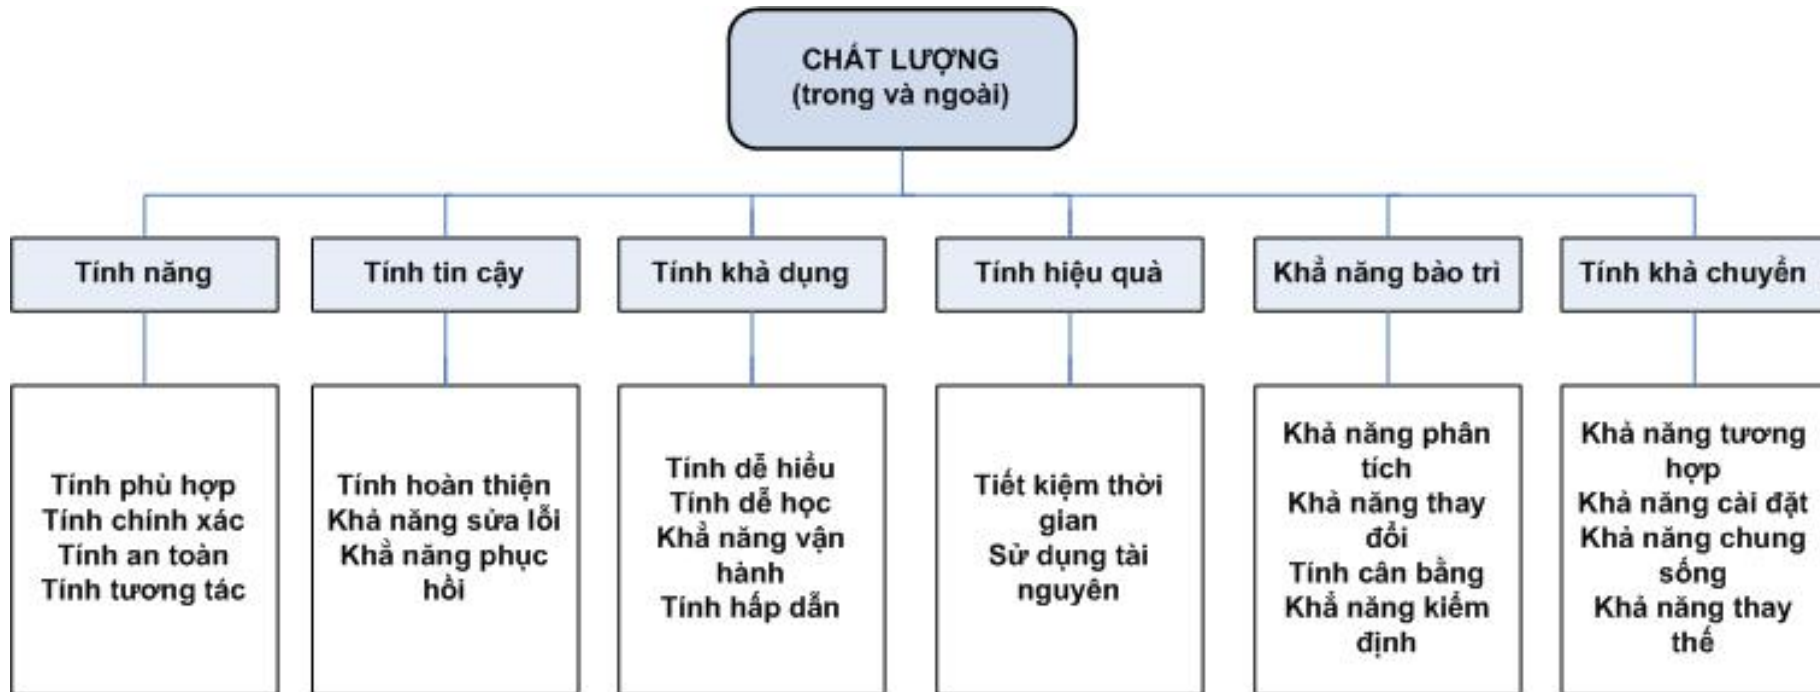 CHẤT LƯỢNG
(trong và ngoài)
Tính năng
Tính tin cậy
Tính khả dụng
Tính hiệu quả
Khẳ năng bảo trì
Tính khả chuyển
Tính phù hợp
Tính chính xác
Tính an toàn
Tính tương tác
Tính hoàn thiện
Khả năng sửa lỗi
Khẳ năng phục
hồi
Tính dễ hiểu
Tính dễ học
Khẳ năng vận
hành
Tính hấp dẫn
Tiết kiệm thời
gian
Sử dụng tài
nguyên
Khả năng phân
tích
Khả năng thay
đổi
Tính cân bằng
Khẳ năng kiểm
định
Khả năng tương
hợp
Khả năng cài đặt
Khả năng chung
sống
Khả năng thay
thế